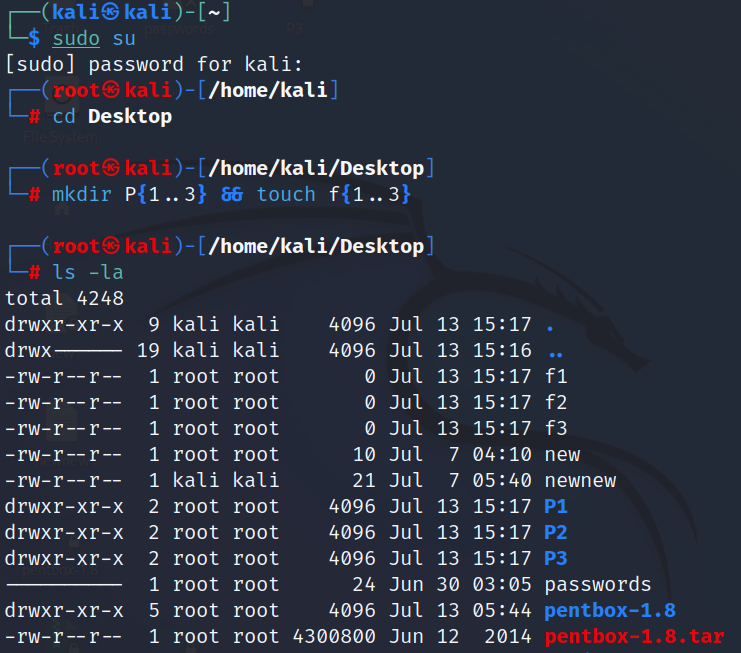 ┌──(kali㉿kali)-[~]
└─$ sudo su
[sudo] password for kali:
┌──(root㉿kali)-[/home/kali]
└─# cd Desktop
┌──(root㉿kali)-[/home/kali/Desktop]
└─# mkdir P{1..3} && touch f{1..3}
┌──(root㉿kali)-[/home/kali/Desktop]
└─# ls -la
total 4248
drwxr-xr-x  9 kali kali    4096 Jul 13 15:17 .
drwx------ 19 kali kali    4096 Jul 13 15:16 ..
-rw-r--r--  1 root root       0 Jul 13 15:17 f1
-rw-r--r--  1 root root       0 Jul 13 15:17 f2
-rw-r--r--  1 root root       0 Jul 13 15:17 f3
-rw-r--r--  1 root root      10 Jul  7 04:10 new
-rw-r--r--  1 kali kali      21 Jul  7 05:40 newnew
drwxr-xr-x  2 root root    4096 Jul 13 15:17 P1
drwxr-xr-x  2 root root    4096 Jul 13 15:17 P2
drwxr-xr-x  2 root root    4096 Jul 13 15:17 P3
----------  1 root root      24 Jun 30 03:05 passwords
drwxr-xr-x  5 root root    4096 Jul 13 05:44 pentbox-1.8
-rw-r--r--  1 root root 4300800 Jun 12  2014 pentbox-1.8.tar
passwords
P3
File System